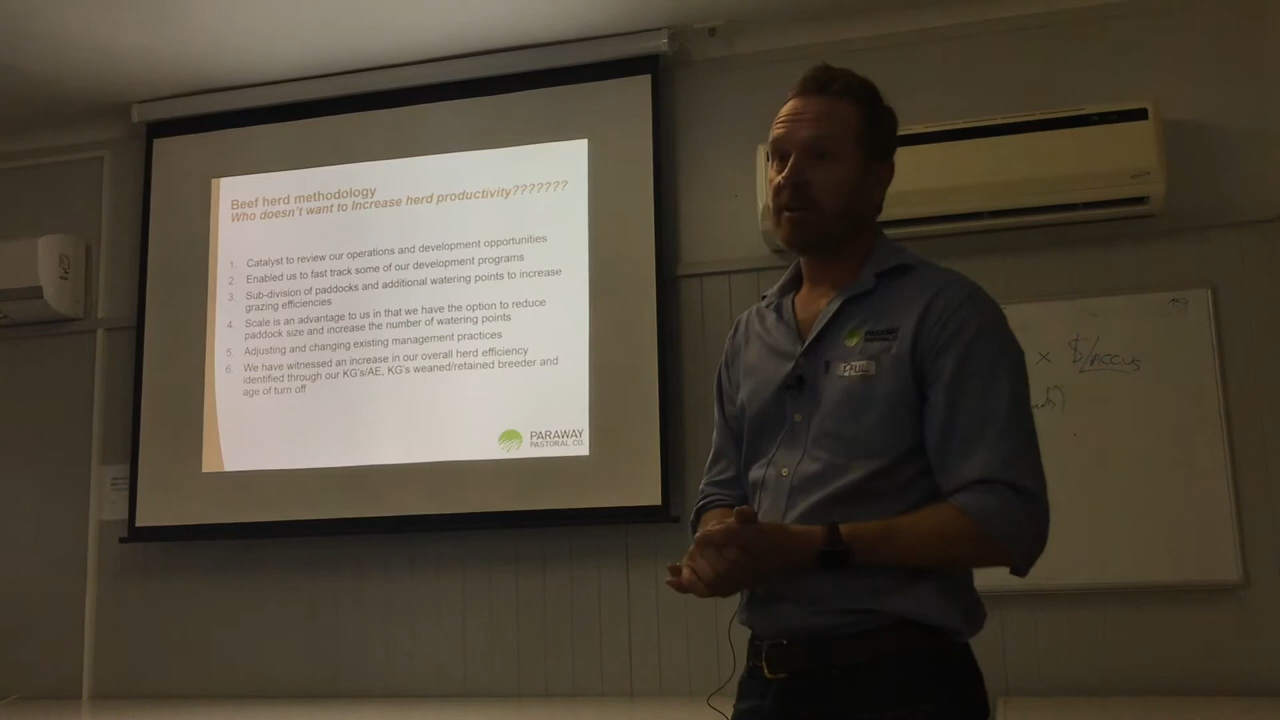 Beef herd methodology
Who doesn't want to Increase herd productivity???????
1. Catalyst to review our operations and development opportunities
2 Enabled us to fast track some of our development programs
3. Sub-division of paddocks and additional watering points to increase
grazing efficiencies
4. Scale is an advantage to us in that we have the option to reduce
paddock size and increase the number of watering points
5. Adjusting and changing existing management practices
6. We have witnessed an increase in our overall herd efficiency
identified through our KG's/AE, KG's weaned/retained breeder and
age of turn off
PARAWAY
PASTORAL CO.
PARAWAY
PASTORAL CO.
PAUL
x $/ACCUS